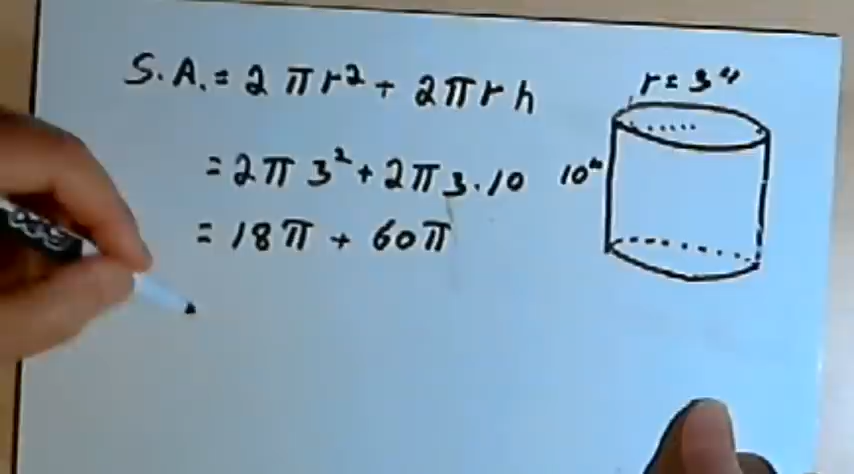 S.A. = 2πr² + 2πrh
r = 3"
= 2π3² + 2π3·10
10"
= 18π + 60π